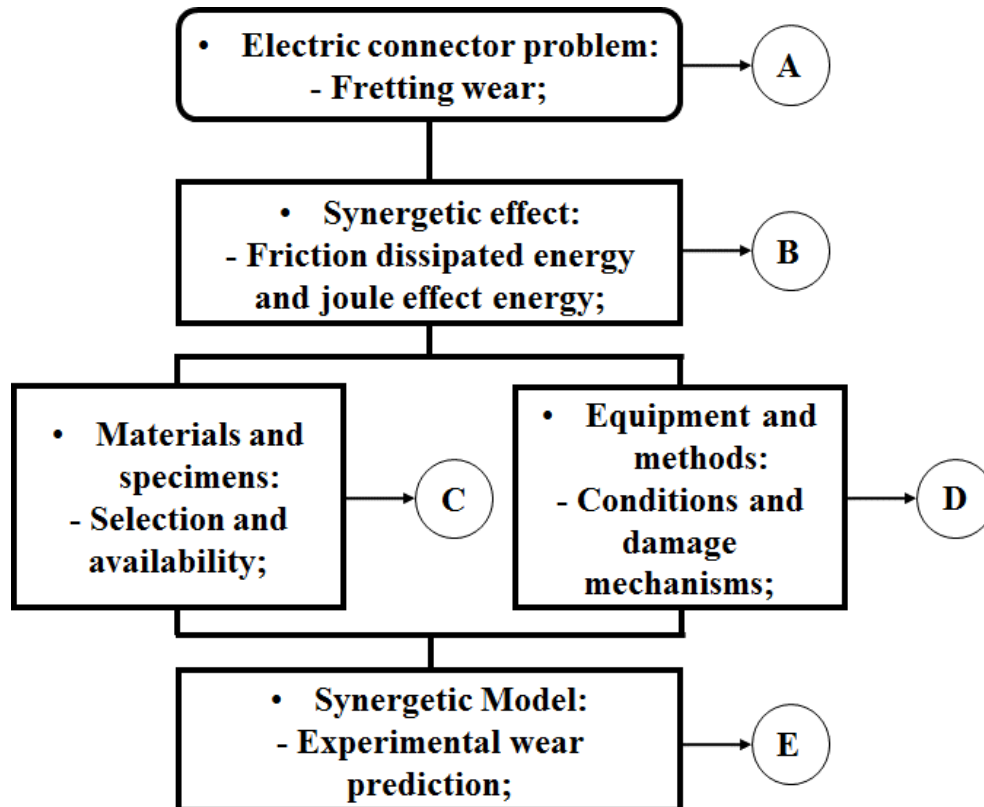 • Electric connector problem:
- Fretting wear;
A
• Synergetic effect:
- Friction dissipated energy
and joule effect energy;
B
• Materials and
specimens:
- Selection and
availability;
C
• Equipment and
methods:
- Conditions and
damage
mechanisms;
D
• Synergetic Model:
- Experimental wear
prediction;
E